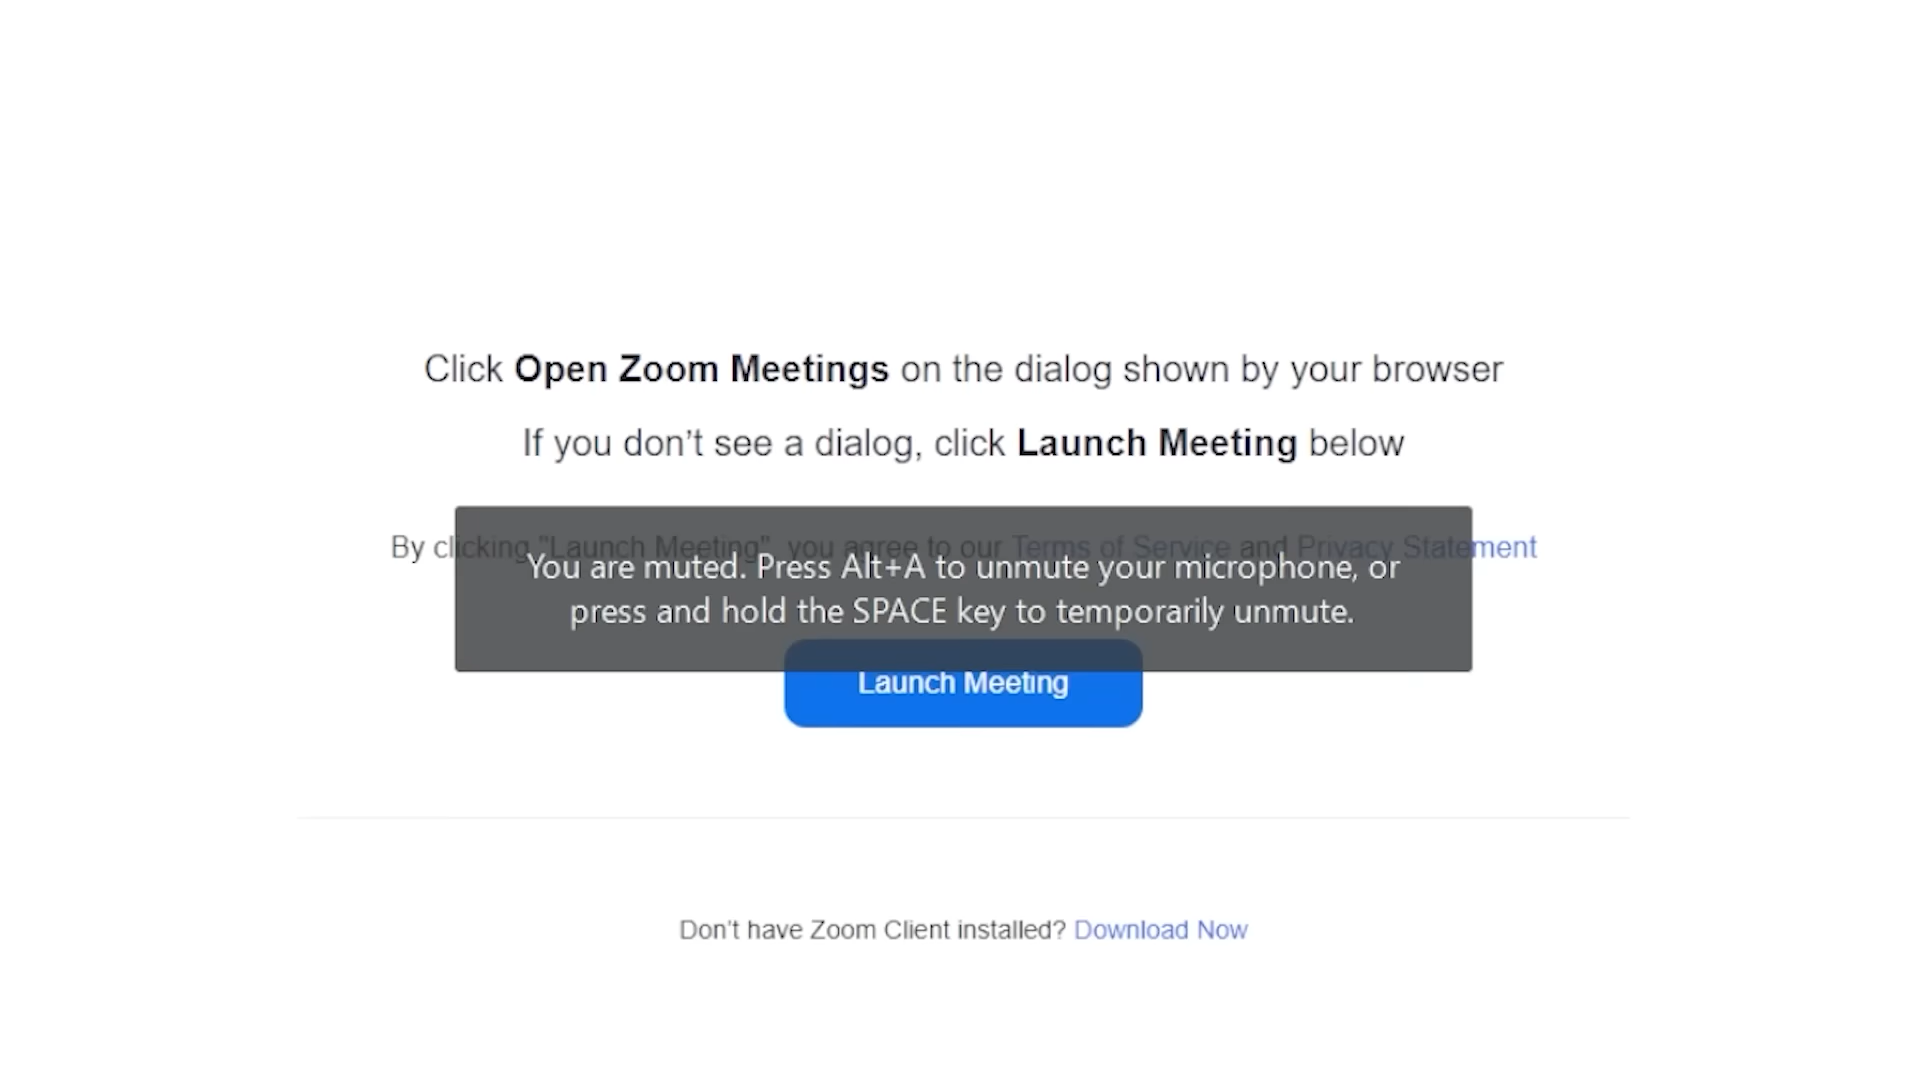 Click Open Zoom Meetings on the dialog shown by your browser
If you don’t see a dialog, click Launch Meeting below
By clicking "Launch Meeting", you agree to our Terms of Service and Privacy Statement
You are muted. Press Alt+A to unmute your microphone, or
press and hold the SPACE key to temporarily unmute.
Launch Meeting
Don't have Zoom Client installed? Download Now